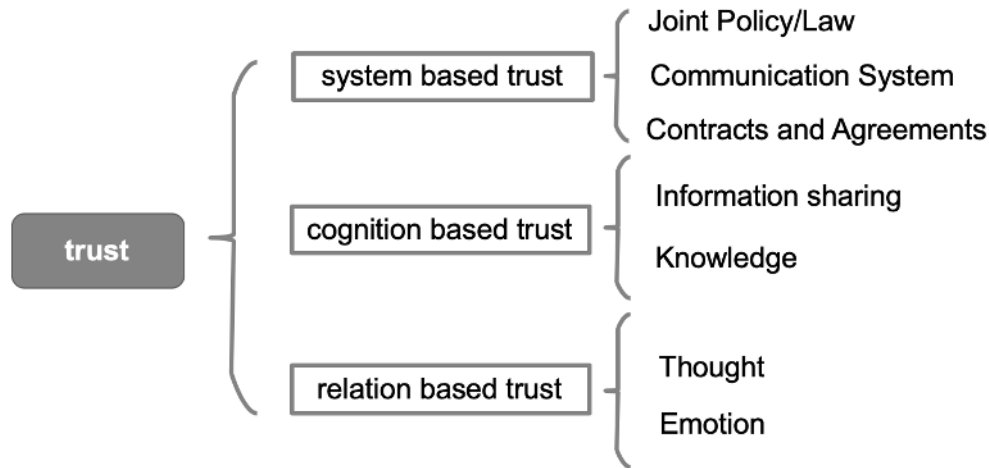 trust
system based trust
Joint Policy/Law
Communication System
Contracts and Agreements
cognition based trust
Information sharing
Knowledge
relation based trust
Thought
Emotion